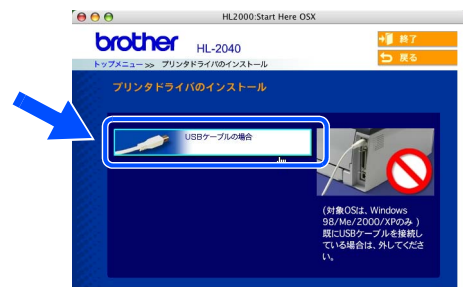 HL2000:Start Here OSX
brother
HL-2040
終了
トップメニュー >> プリンタドライバのインストール
戻る
プリンタドライバのインストール
USBケーブルの場合
(対象OSは、Windows
98/Me/2000/XPのみ )
既にUSBケーブルを接続し
ている場合は、外してくださ
い。